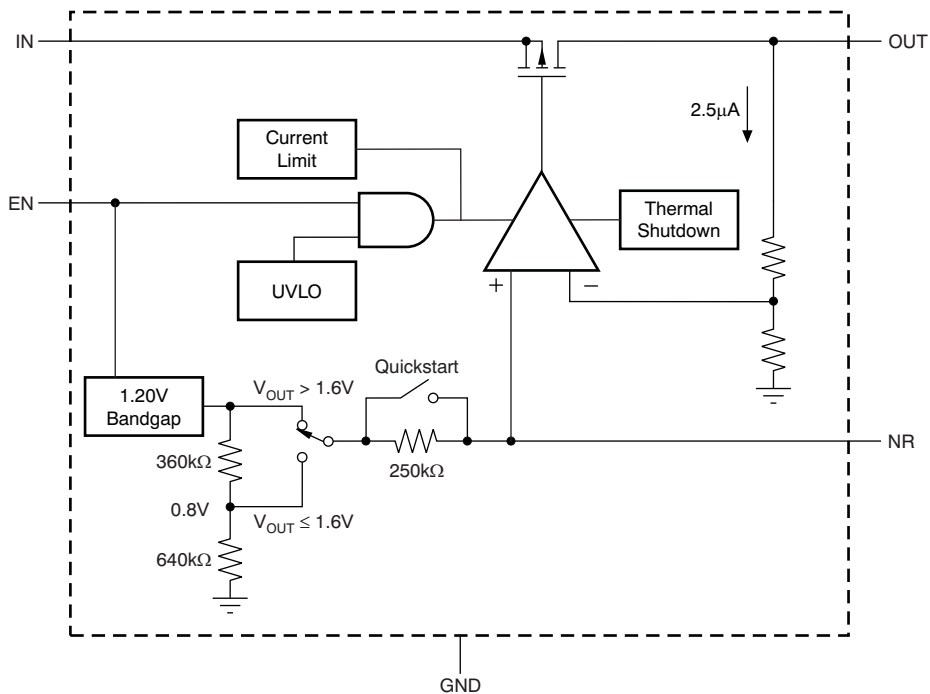 IN
OUT
2.5μA
Current
Limit
EN
Thermal
Shutdown
UVLO
+
−
Quickstart
1.20V
Bandgap
V_OUT > 1.6V
NR
360kΩ
250kΩ
0.8V
V_OUT ≤ 1.6V
640kΩ
GND